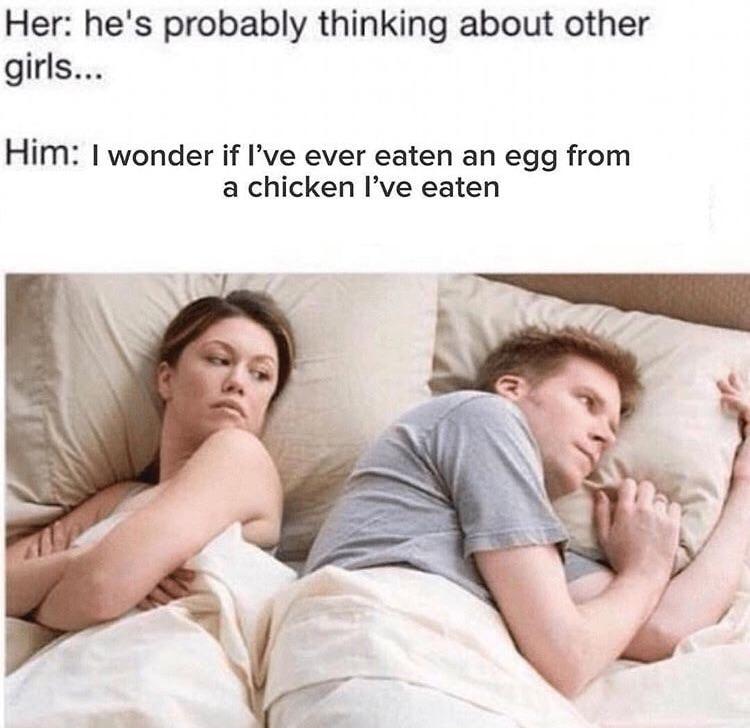 Her: he's probably thinking about other
girls...
Him: I wonder if I've ever eaten an egg from
a chicken I've eaten